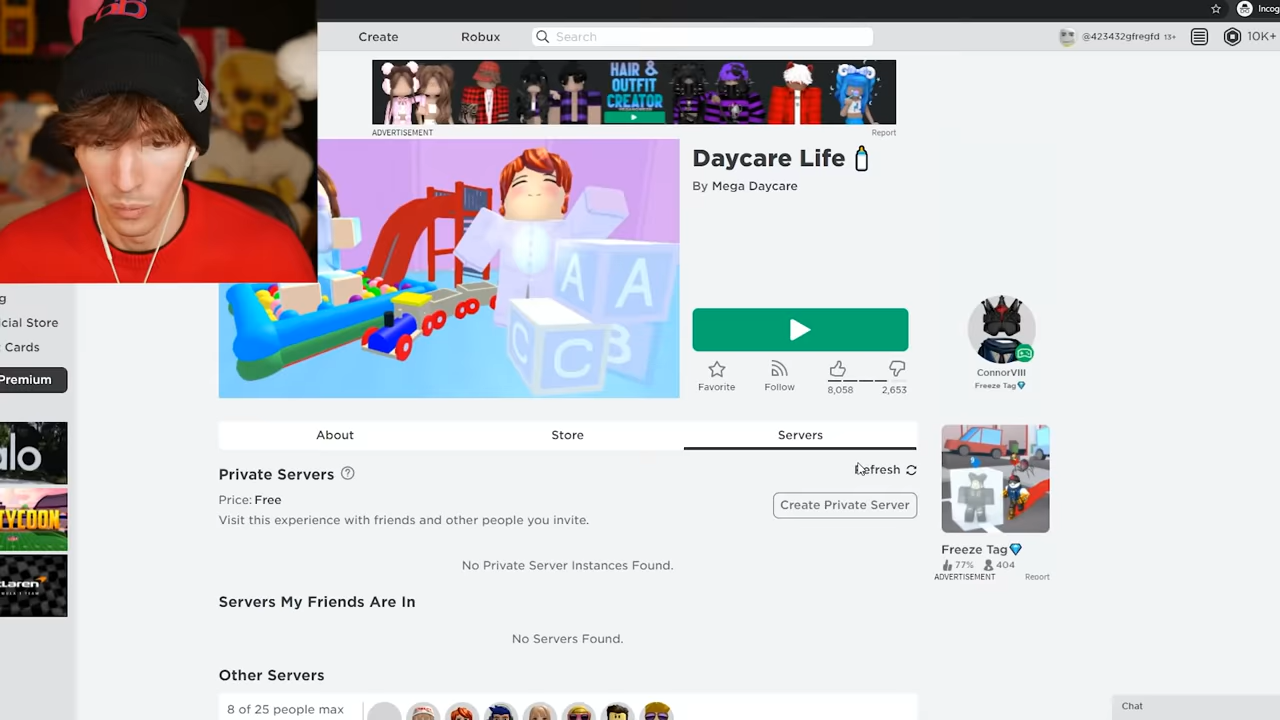 Create
Robux
Search
@423432gfregfd 13+
10K+
HAIR &
OUTFIT
CREATOR
ADVERTISEMENT
Report
Daycare Life
By Mega Daycare
A A
C C B
Favorite
Follow
8,058
2,653
ConnorVIII
Freeze Tag
cial Store
Cards
Premium
alo
TYCOON
About
Store
Servers
Private Servers
Refresh
Price: Free
Create Private Server
Visit this experience with friends and other people you invite.
No Private Server Instances Found.
Freeze Tag
77%
404
ADVERTISEMENT
Report
Servers My Friends Are In
No Servers Found.
Other Servers
8 of 25 people max
Chat